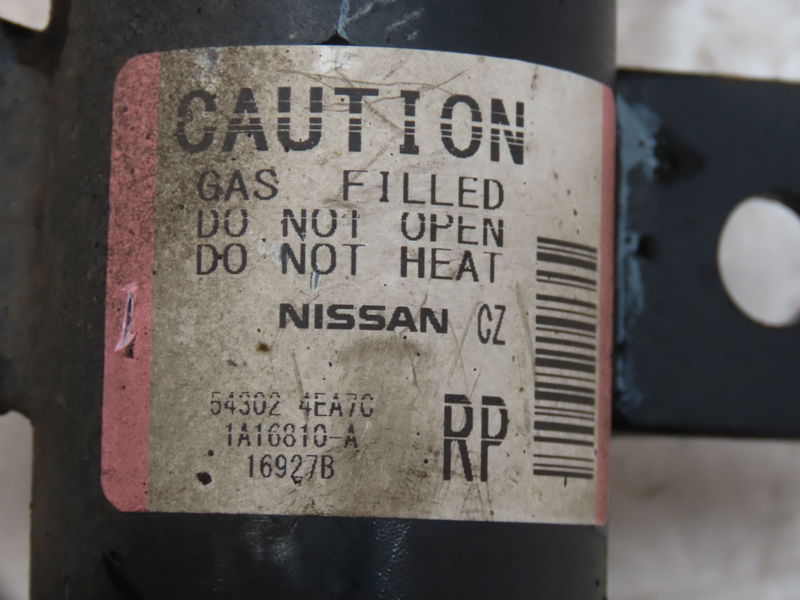 CAUTION
GAS FILLED
DO NOT OPEN
DO NOT HEAT
NISSAN CZ
54302 4EA7C
1A16810-A
16927B
RP